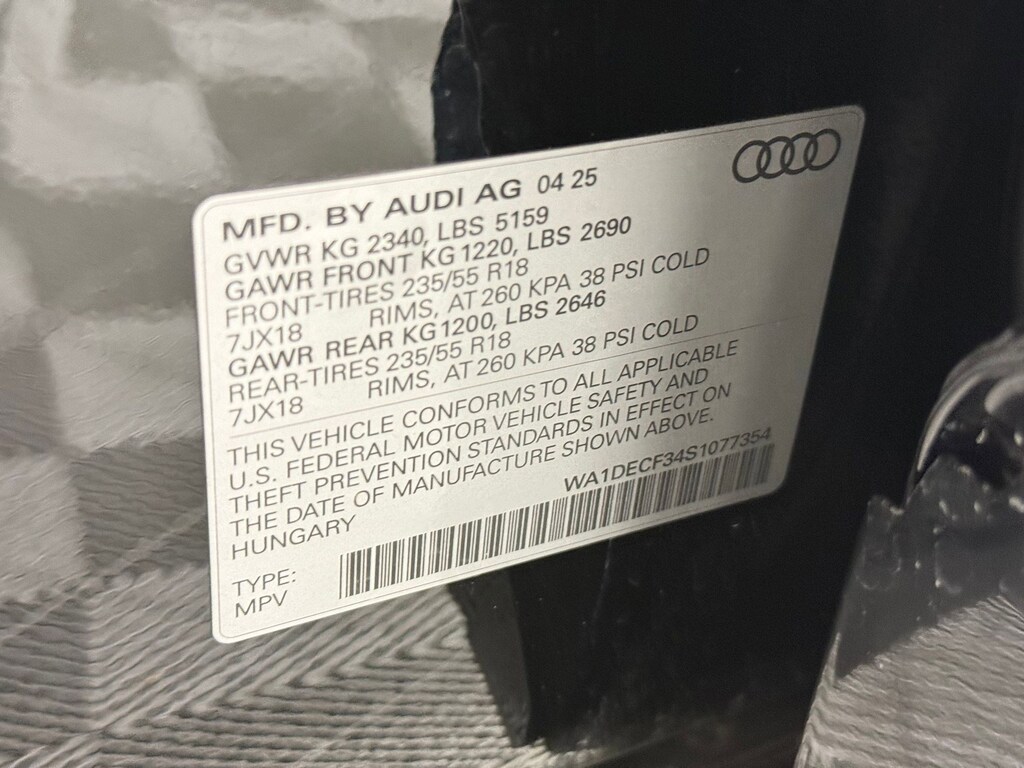 MFD. BY AUDI AG 04 25
GVWR KG 2340, LBS 5159
GAWR FRONT KG 1220, LBS 2690
FRONT-TIRES 235/55 R18
7JX18 RIMS, AT 260 KPA 38 PSI COLD
GAWR REAR KG1200, LBS 2646
REAR-TIRES 235/55 R18
7JX18 RIMS, AT 260 KPA 38 PSI COLD
THIS VEHICLE CONFORMS TO ALL APPLICABLE
U.S. FEDERAL MOTOR VEHICLE SAFETY AND
THEFT PREVENTION STANDARDS IN EFFECT ON
THE DATE OF MANUFACTURE SHOWN ABOVE.
HUNGARY
WA1DECF34S1077354
TYPE:
MPV